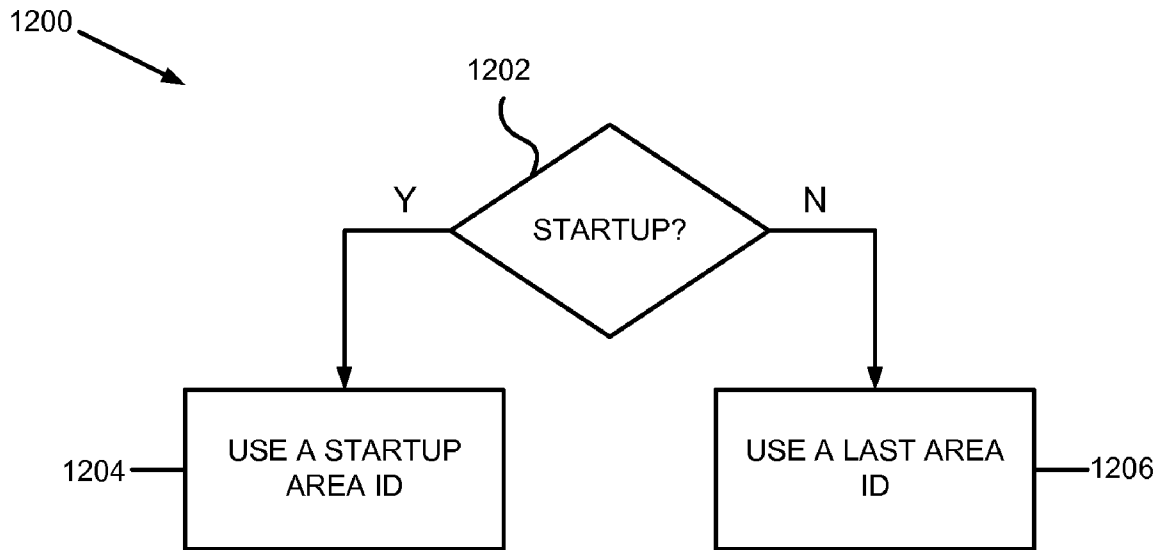 1200
1202
Y
N
STARTUP?
USE A STARTUP
AREA ID
USE A LAST AREA
ID
1204
1206